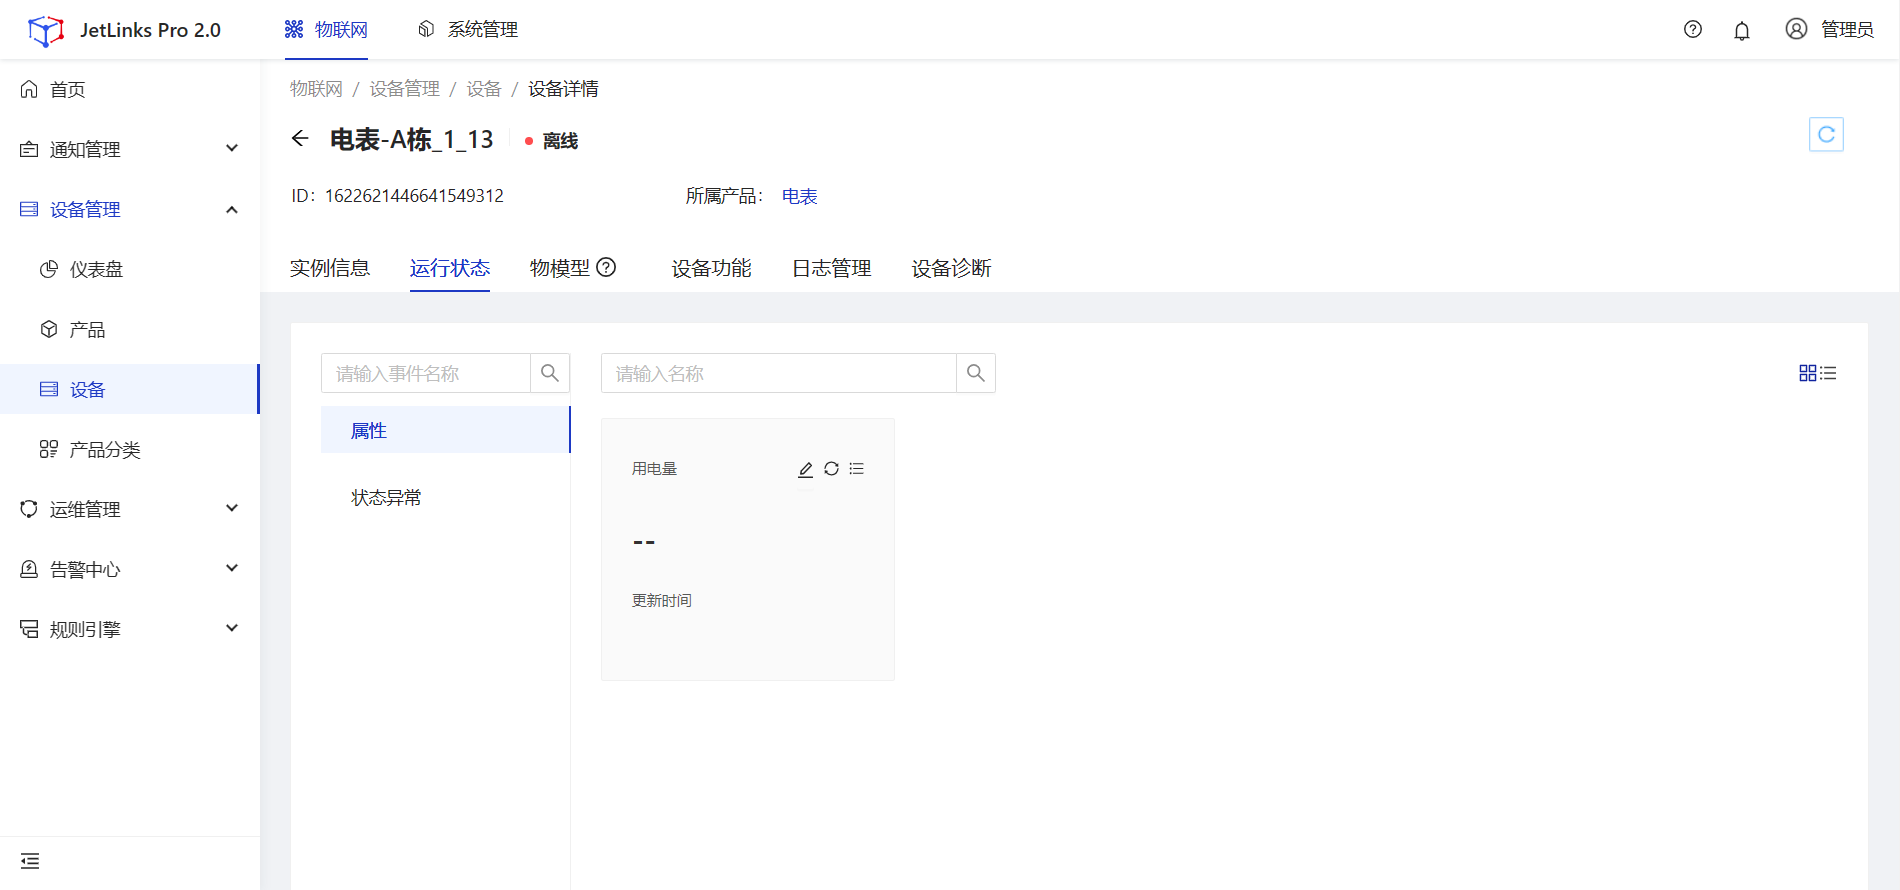 JetLinks Pro 2.0
物联网
系统管理
管理员
首页
通知管理
设备管理
仪表盘
产品
设备
产品分类
运维管理
告警中心
规则引擎
物联网 / 设备管理 / 设备 / 设备详情
电表-A栋_1_13
离线
ID：1622621446641549312
所属产品： 电表
实例信息
运行状态
物模型
设备功能
日志管理
设备诊断
请输入事件名称
请输入名称
属性
状态异常
用电量
--
更新时间